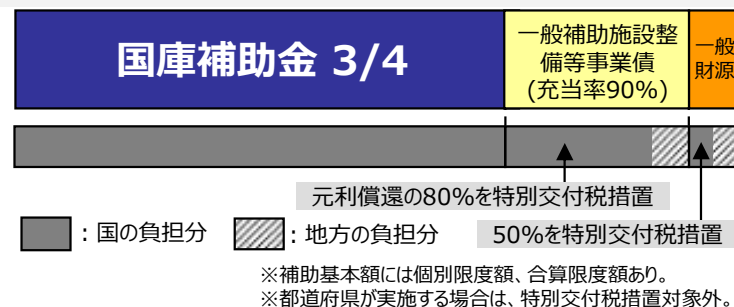 国庫補助金 3/4
一般補助施設整
備等事業債
(充当率90%)
一般
財源
元利償還の80%を特別交付税措置
：国の負担分
：地方の負担分
50%を特別交付税措置
※補助基本額には個別限度額、合算限度額あり。
※都道府県が実施する場合は、特別交付税措置対象外。